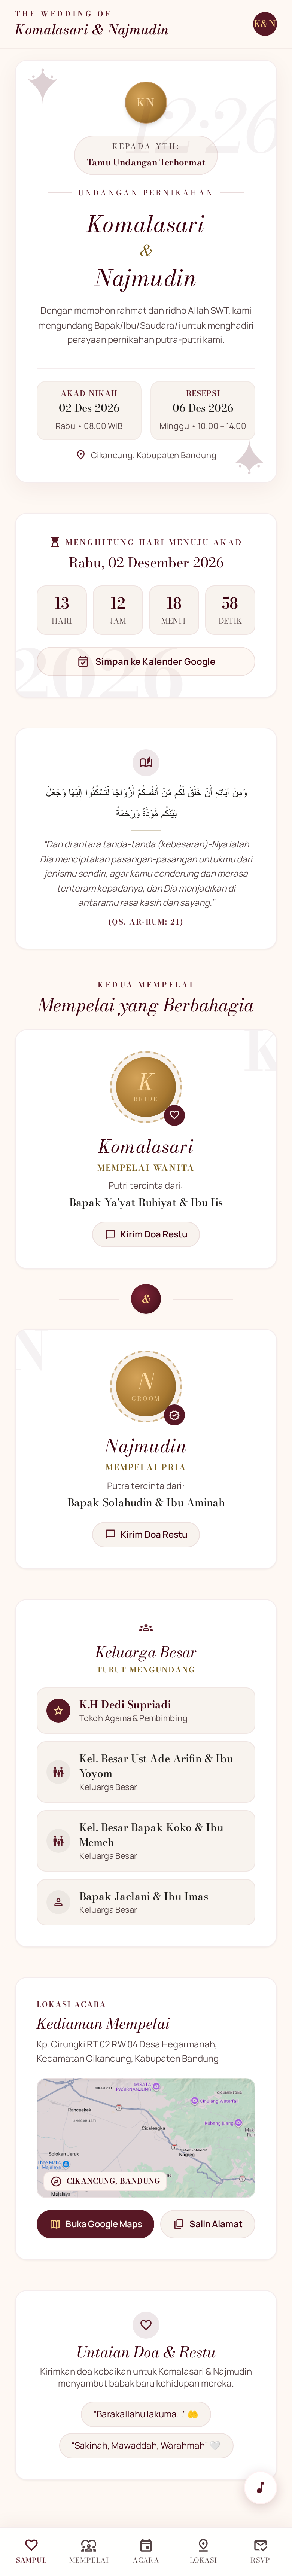 THE WEDDING OF
Komalasari & Najmudin
K&N
12:26
KN
KEPADA YTH:
Tamu Undangan Terhormat
UNDANGAN PERNIKAHAN
Komalasari
&
Najmudin
Dengan memohon rahmat dan ridho Allah SWT, kami
mengundang Bapak/Ibu/Saudara/i untuk menghadiri
perayaan pernikahan putra-putri kami.
AKAD NIKAH
02 Des 2026
Rabu • 08.00 WIB
RESEPSI
06 Des 2026
Minggu • 10.00 – 14.00
Cikancung, Kabupaten Bandung
MENGHITUNG HARI MENUJU AKAD
Rabu, 02 Desember 2026
13
HARI
12
JAM
18
MENIT
58
DETIK
Simpan ke Kalender Google
2026
وَمِنْ آيَاتِهِ أَنْ خَلَقَ لَكُم مِّنْ أَنفُسِكُمْ أَزْوَاجًا لِّتَسْكُنُوا إِلَيْهَا وَجَعَلَ
بَيْنَكُم مَّوَدَّةً وَرَحْمَةً
“Dan di antara tanda-tanda (kebesaran)-Nya ialah
Dia menciptakan pasangan-pasangan untukmu dari
jenismu sendiri, agar kamu cenderung dan merasa
tenteram kepadanya, dan Dia menjadikan di
antaramu rasa kasih dan sayang.”
(QS. AR-RUM: 21)
KEDUA MEMPELAI
Mempelai yang Berbahagia
K
K
BRIDE
Komalasari
MEMPELAI WANITA
Putri tercinta dari:
Bapak Ya'yat Ruhiyat & Ibu Iis
Kirim Doa Restu
&
N
N
GROOM
Najmudin
MEMPELAI PRIA
Putra tercinta dari:
Bapak Solahudin & Ibu Aminah
Kirim Doa Restu
Keluarga Besar
TURUT MENGUNDANG
K.H Dedi Supriadi
Tokoh Agama & Pembimbing
Kel. Besar Ust Ade Arifin & Ibu
Yoyom
Keluarga Besar
Kel. Besar Bapak Koko & Ibu
Memeh
Keluarga Besar
Bapak Jaelani & Ibu Imas
Keluarga Besar
LOKASI ACARA
Kediaman Mempelai
Kp. Cirungki RT 02 RW 04 Desa Hegarmanah,
Kecamatan Cikancung, Kabupaten Bandung
Rancaekek
Cicalengka
Solokan Jeruk
Nagreg
Majalaya
CIKANCUNG, BANDUNG
Buka Google Maps
Salin Alamat
Untaian Doa & Restu
Kirimkan doa kebaikan untuk Komalasari & Najmudin
menyambut babak baru kehidupan mereka.
“Barakallahu lakuma...” 🤲
“Sakinah, Mawaddah, Warahmah” 🤍
SAMPUL
MEMPELAI
ACARA
LOKASI
RSVP